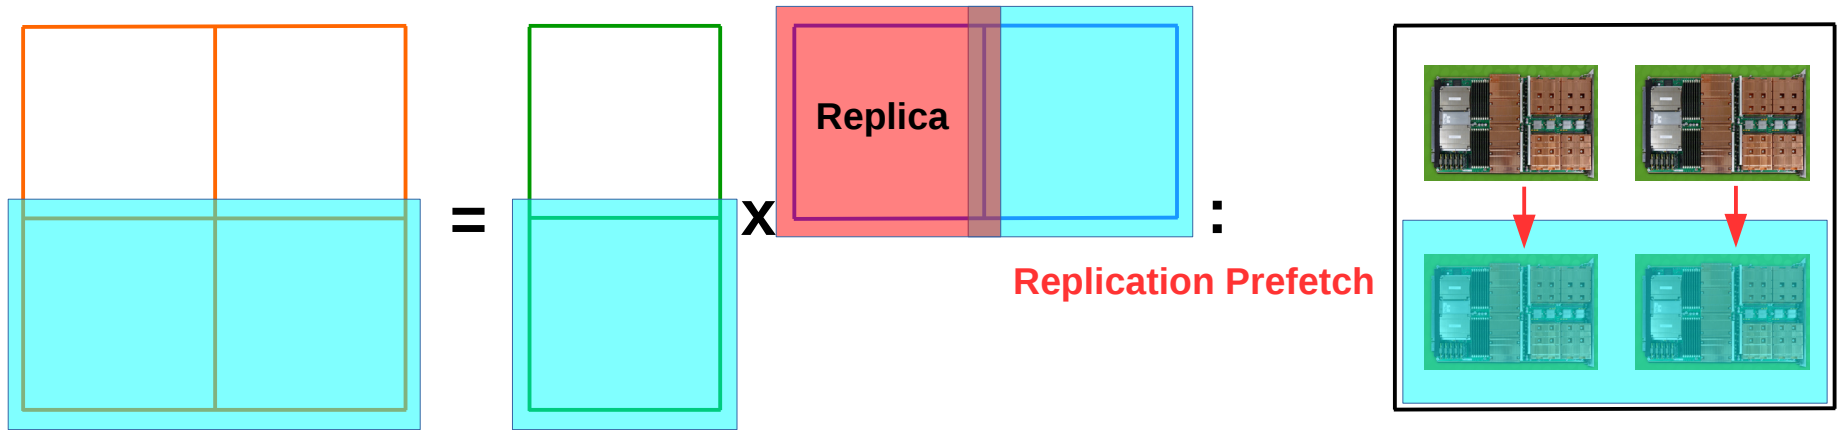 Replica
=
x
:
Replication Prefetch